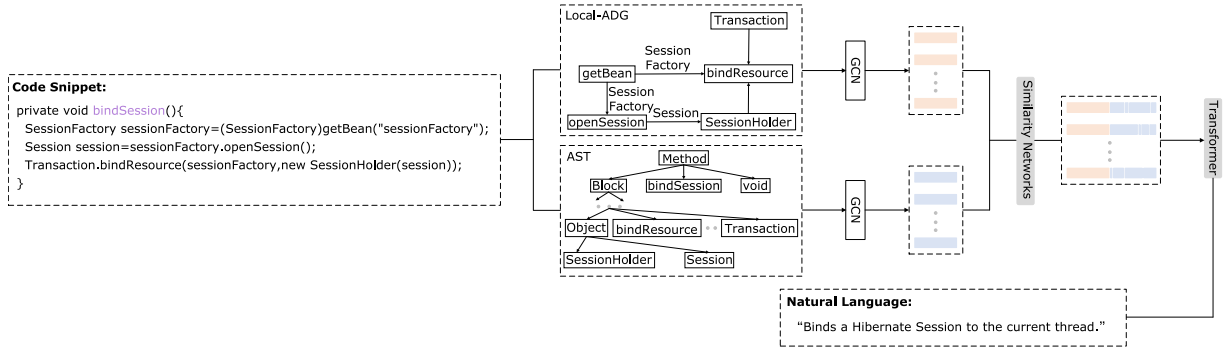 Code Snippet:
private void bindSession(){
SessionFactory sessionFactory=(SessionFactory)getBean("sessionFactory");
Session session=sessionFactory.openSession();
Transaction.bindResource(sessionFactory,new SessionHolder(session));
}
Local-ADG
Transaction
Session
Factory
getBean
bindResource
Session
Factory
Session
openSession
SessionHolder
AST
Method
Block
bindSession
void
Object
bindResource
Transaction
SessionHolder
Session
GCN
GCN
Similarity Networks
Transformer
Natural Language:
“Binds a Hibernate Session to the current thread.”